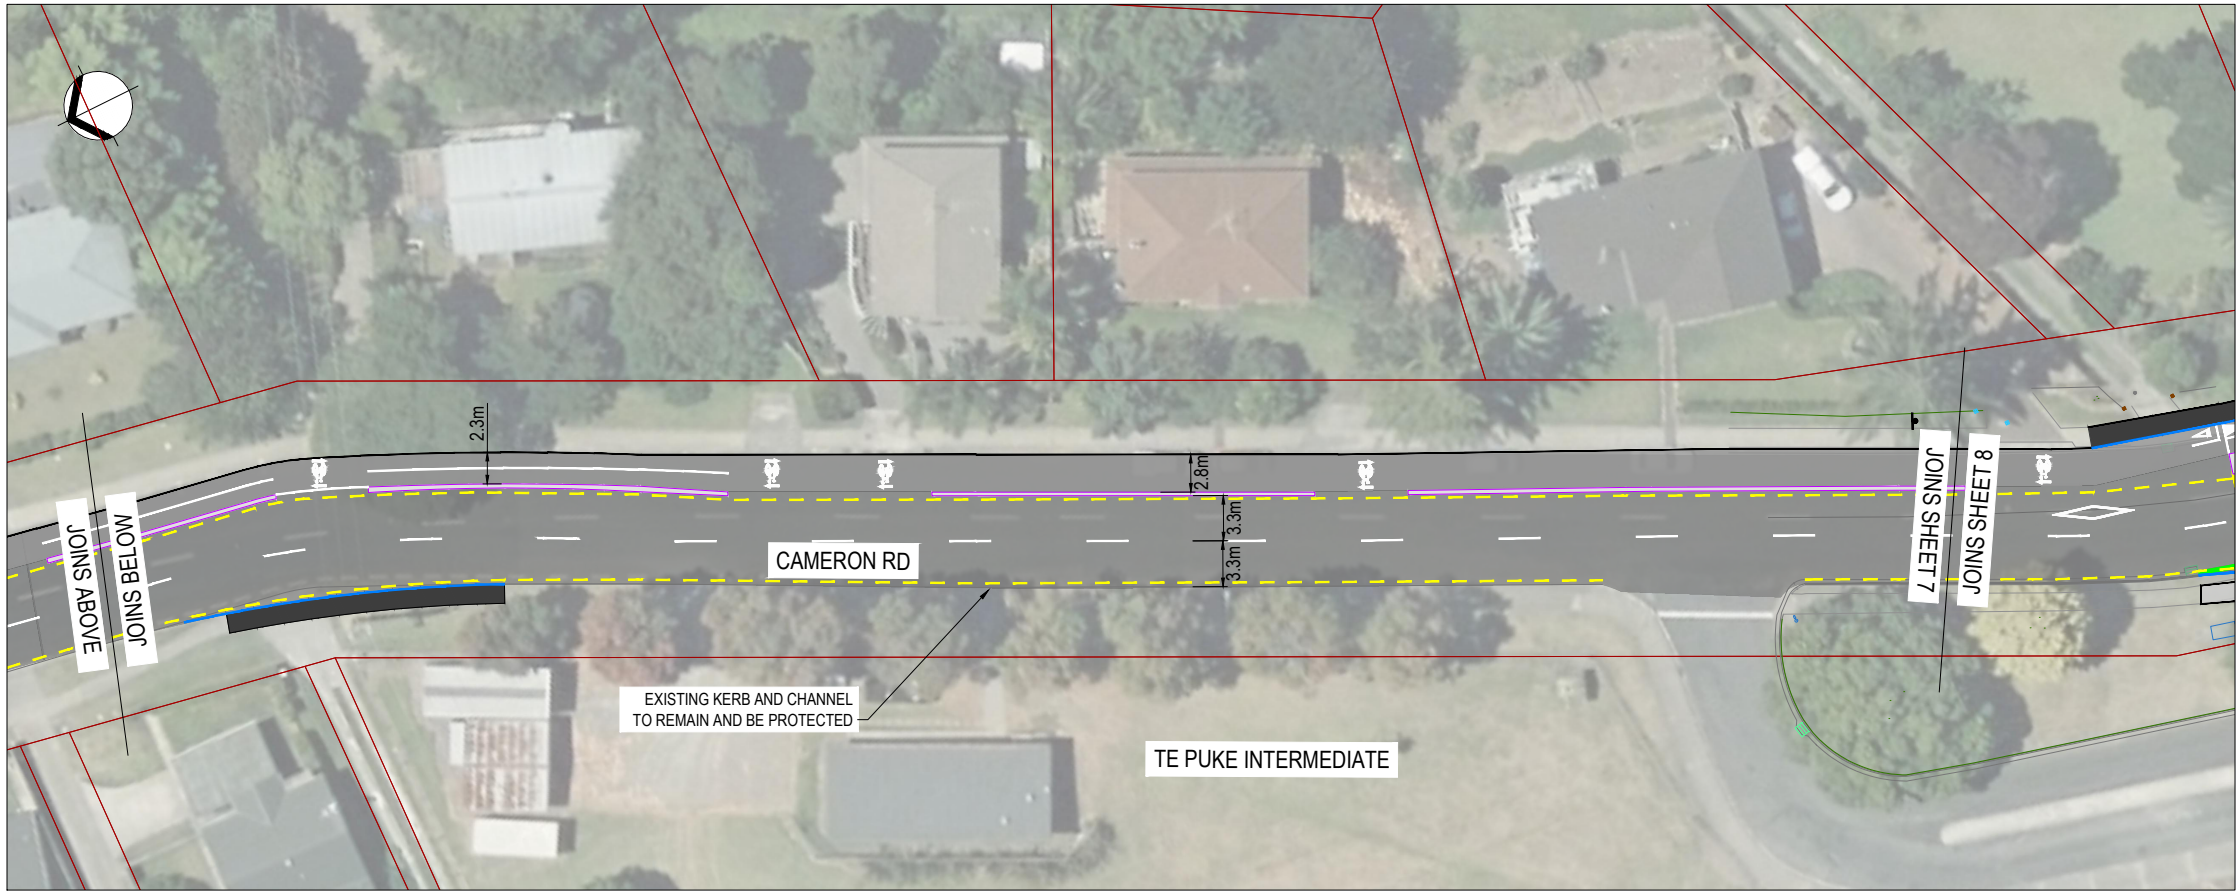 2.3m
2.8m
3.3m
3.3m
JOINS ABOVE
JOINS BELOW
CAMERON RD
JOINS SHEET 7
JOINS SHEET 8
EXISTING KERB AND CHANNEL
TO REMAIN AND BE PROTECTED
TE PUKE INTERMEDIATE